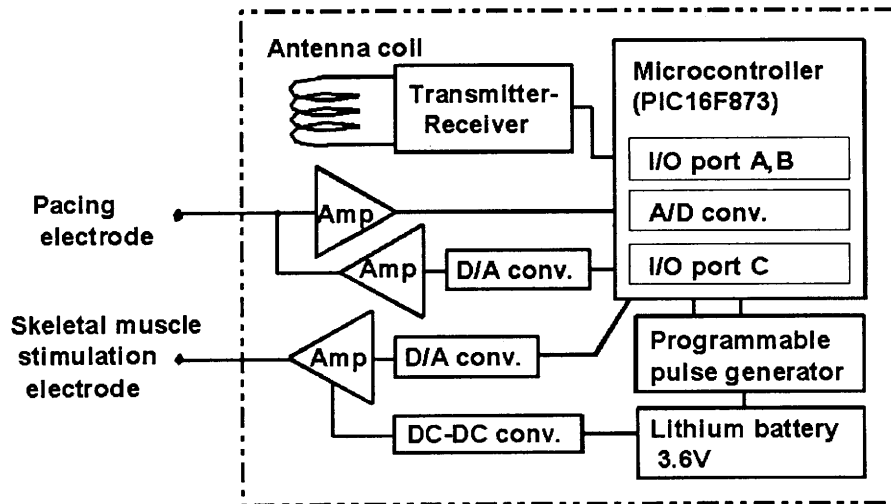 Antenna coil
Transmitter-
Receiver
Microcontroller
(PIC16F873)
I/O port A,B
A/D conv.
I/O port C
Pacing
electrode
Amp
Amp
D/A conv.
Skeletal muscle
stimulation
electrode
Amp
D/A conv.
Programmable
pulse generator
DC-DC conv.
Lithium battery
3.6V